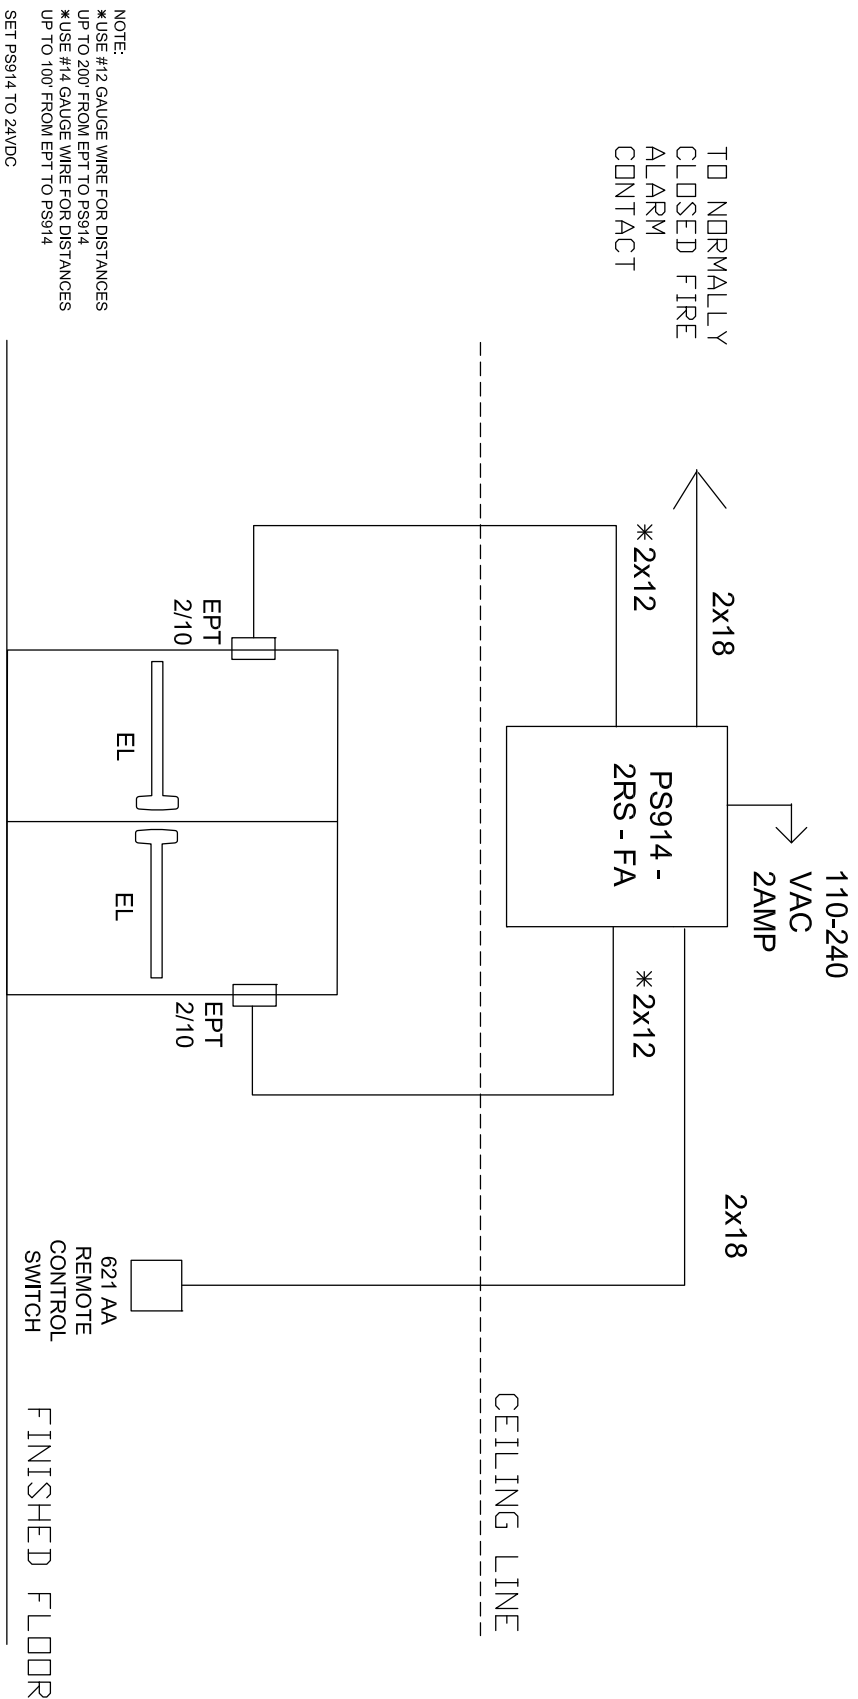 110-240
VAC
2AMP
TO NORMALLY
CLOSED FIRE
ALARM
CONTACT
2x18
*2x12
PS914 -
2RS - FA
*2x12
2x18
CEILING LINE
EPT
2/10
EL
EL
EPT
2/10
621 AA
REMOTE
CONTROL
SWITCH
FINISHED FLOOR
NOTE:
*USE #12 GAUGE WIRE FOR DISTANCES
UP TO 200' FROM EPT TO PS914
*USE #14 GAUGE WIRE FOR DISTANCES
UP TO 100' FROM EPT TO PS914
SET PS914 TO 24VDC